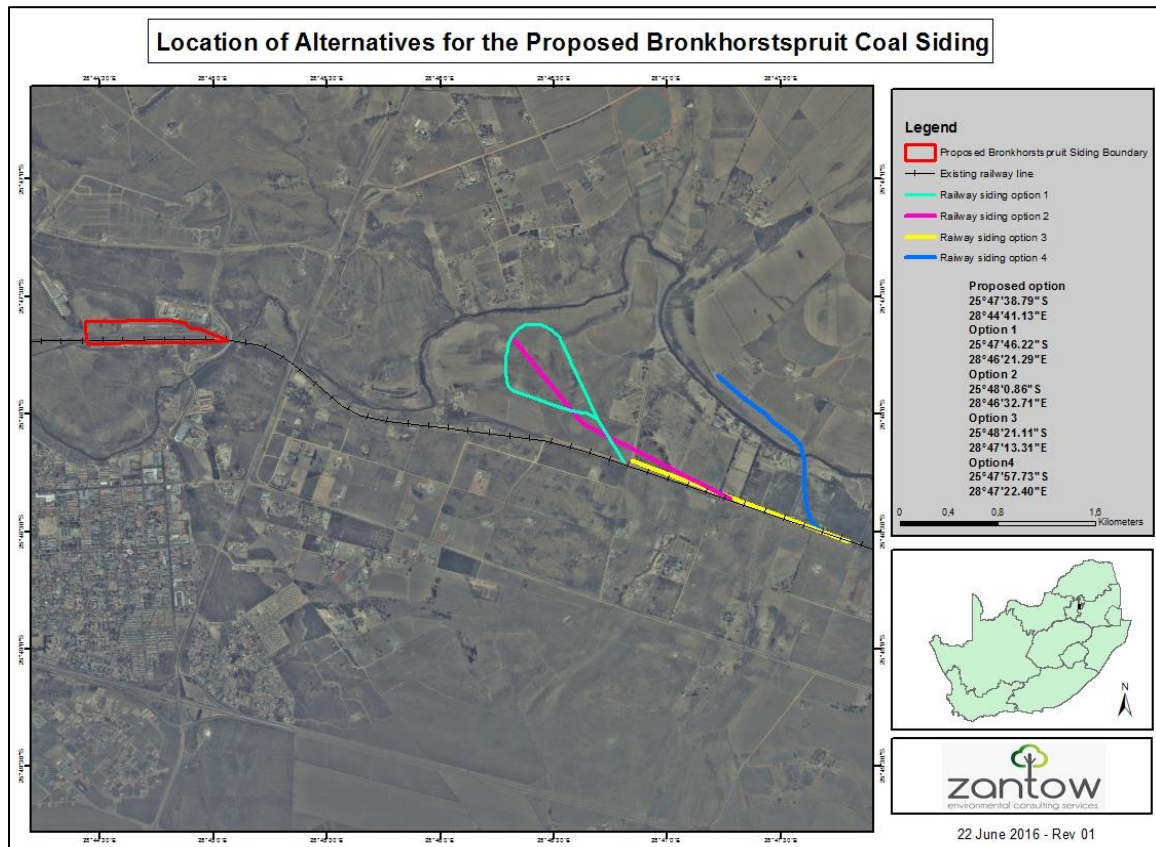 Location of Alternatives for the Proposed Bronkhorstspruit Coal Siding
Legend
Proposed Bronkhorstspruit Siding Boundary
Existing railway line
Railway siding option 1
Railway siding option 2
Railway siding option 3
Railway siding option 4
Proposed option
25°47'38.79" S
28°44'41.13"E
Option 1
25°47'46.22" S
28°46'21.29"E
Option 2
25°48'0.86" S
28°46'32.71"E
Option 3
25°48'21.11" S
28°47'13.31"E
Option4
25°47'57.73" S
28°47'22.40"E
0 0,4 0,8 1,6
Kilometers
N
zantow
environmental consulting services
22 June 2016 - Rev 01